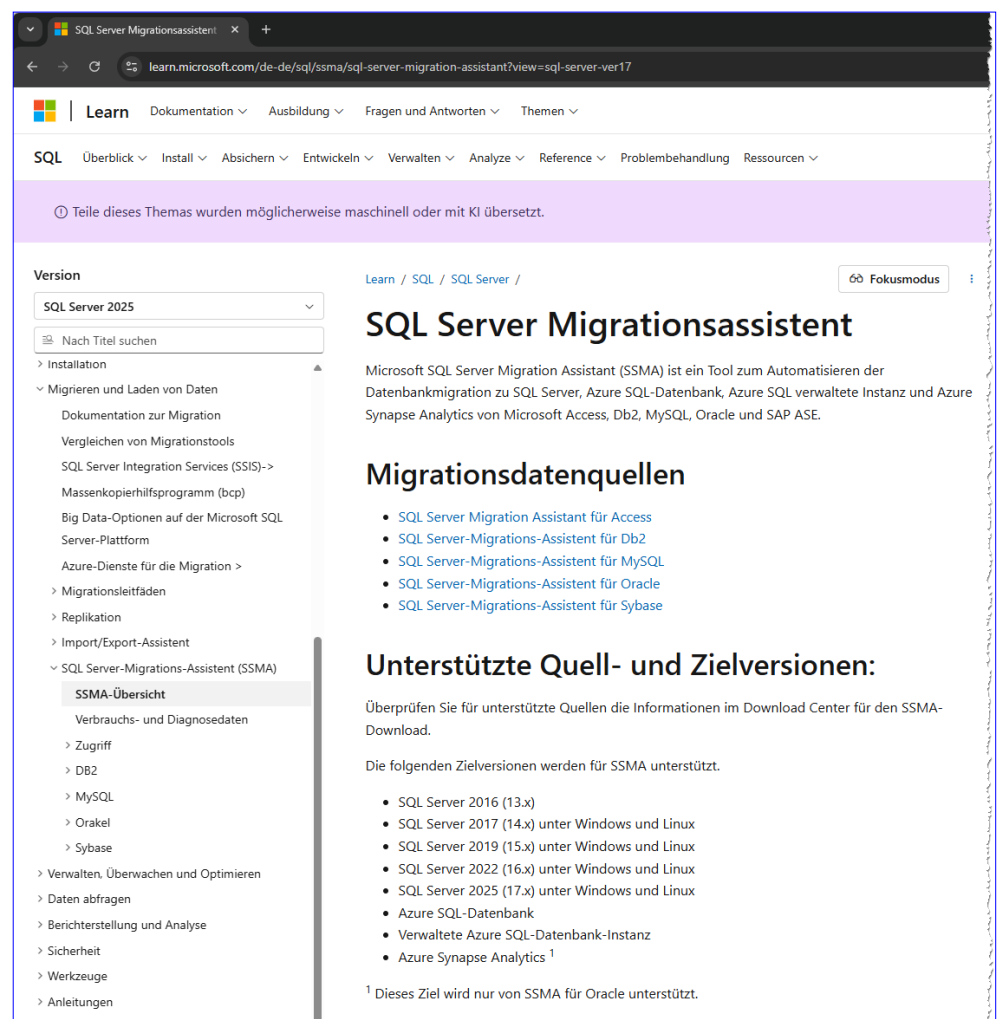 SQL Server Migrationsassistent
learn.microsoft.com/de-de/sql/ssma/sql-server-migration-assistant?view=sql-server-ver17
Learn Dokumentation Ausbildung Fragen und Antworten Themen
SQL Überblick Install Absichern Entwickeln Verwalten Analyze Reference Problembehandlung Ressourcen
Teile dieses Themas wurden möglicherweise maschinell oder mit KI übersetzt.
Version
SQL Server 2025
Nach Titel suchen
Installation
Migrieren und Laden von Daten
Dokumentation zur Migration
Vergleichen von Migrationstools
SQL Server Integration Services (SSIS)->
Massenkopierhilfsprogramm (bcp)
Big Data-Optionen auf der Microsoft SQL
Server-Plattform
Azure-Dienste für die Migration >
Migrationsleitfäden
Replikation
Import/Export-Assistent
SQL Server-Migrations-Assistent (SSMA)
SSMA-Übersicht
Verbrauchs- und Diagnosedaten
Zugriff
DB2
MySQL
Orakel
Sybase
Verwalten, Überwachen und Optimieren
Daten abfragen
Berichterstellung und Analyse
Sicherheit
Werkzeuge
Anleitungen
Learn / SQL / SQL Server /
Fokusmodus
SQL Server Migrationsassistent
Microsoft SQL Server Migration Assistant (SSMA) ist ein Tool zum Automatisieren der
Datenbankmigration zu SQL Server, Azure SQL-Datenbank, Azure SQL verwaltete Instanz und Azure
Synapse Analytics von Microsoft Access, Db2, MySQL, Oracle und SAP ASE.
Migrationsdatenquellen
• SQL Server Migration Assistant für Access
• SQL Server-Migrations-Assistent für Db2
• SQL Server-Migrations-Assistent für MySQL
• SQL Server-Migrations-Assistent für Oracle
• SQL Server-Migrations-Assistent für Sybase
Unterstützte Quell- und Zielversionen:
Überprüfen Sie für unterstützte Quellen die Informationen im Download Center für den SSMA-
Download.
Die folgenden Zielversionen werden für SSMA unterstützt.
• SQL Server 2016 (13.x)
• SQL Server 2017 (14.x) unter Windows und Linux
• SQL Server 2019 (15.x) unter Windows und Linux
• SQL Server 2022 (16.x) unter Windows und Linux
• SQL Server 2025 (17.x) unter Windows und Linux
• Azure SQL-Datenbank
• Verwaltete Azure SQL-Datenbank-Instanz
• Azure Synapse Analytics ¹
¹ Dieses Ziel wird nur von SSMA für Oracle unterstützt.